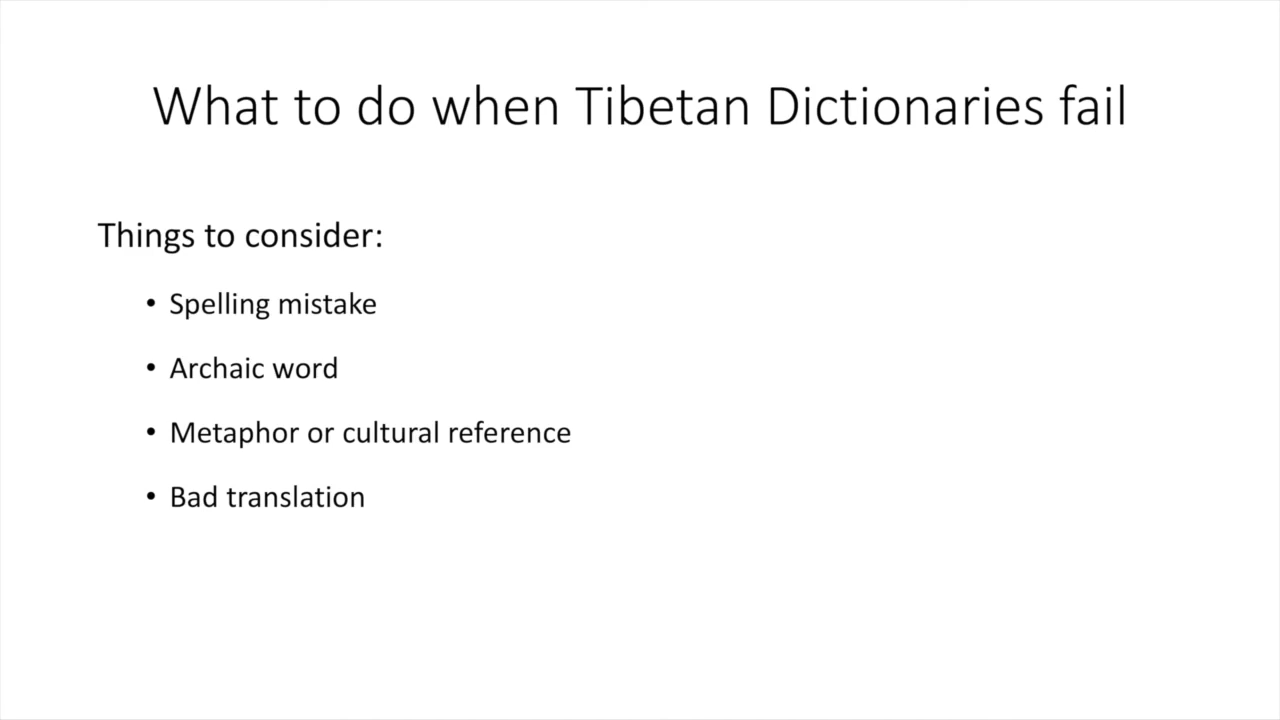 What to do when Tibetan Dictionaries fail
Things to consider:
• Spelling mistake
• Archaic word
• Metaphor or cultural reference
• Bad translation